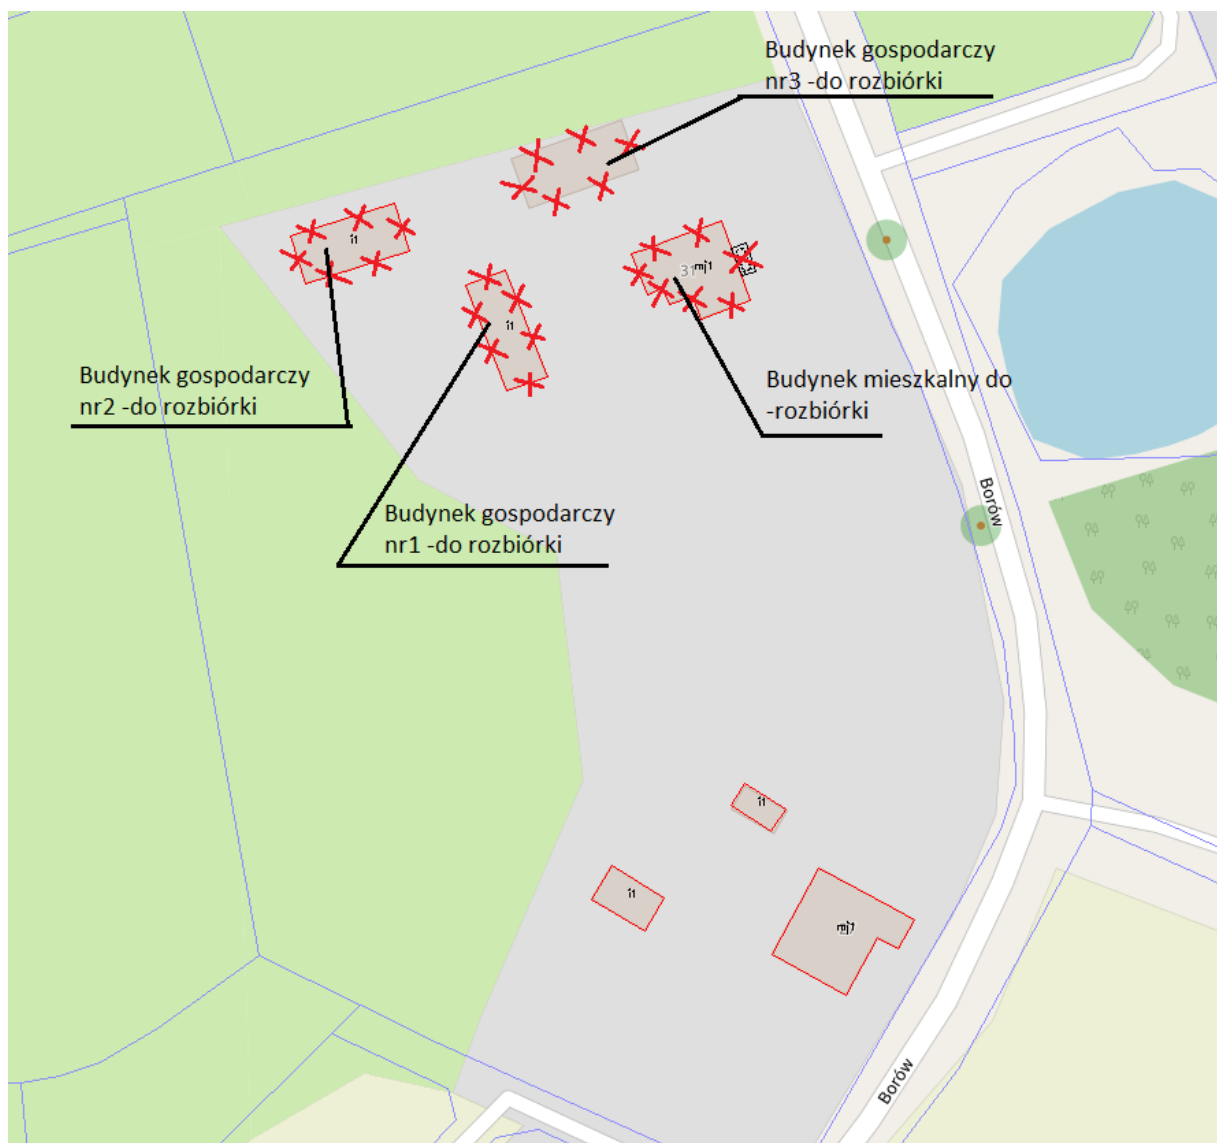 Budynek gospodarczy
nr3 -do rozbiórki
i1
31
mj1
i1
Budynek gospodarczy
nr2 -do rozbiórki
Budynek mieszkalny do
-rozbiórki
Borów
Budynek gospodarczy
nr1 -do rozbiórki
i1
i1
mj1
Borów